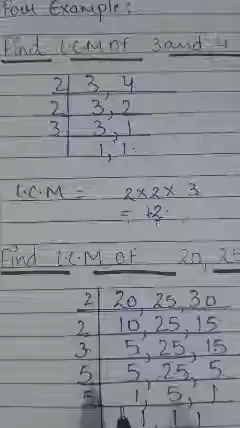 Four Example:
Find L.C.M of 3 and 4
2 | 3, 4
2 | 3, 2
3 | 3, 1
1, 1.
L.C.M = 2×2×3
= 12.
Find L.C.M of 20, 25
2 | 20, 25, 30
2 | 10, 25, 15
3 | 5, 25, 15
5 | 5, 25, 5
5 | 1, 5, 1
1, 1, 1